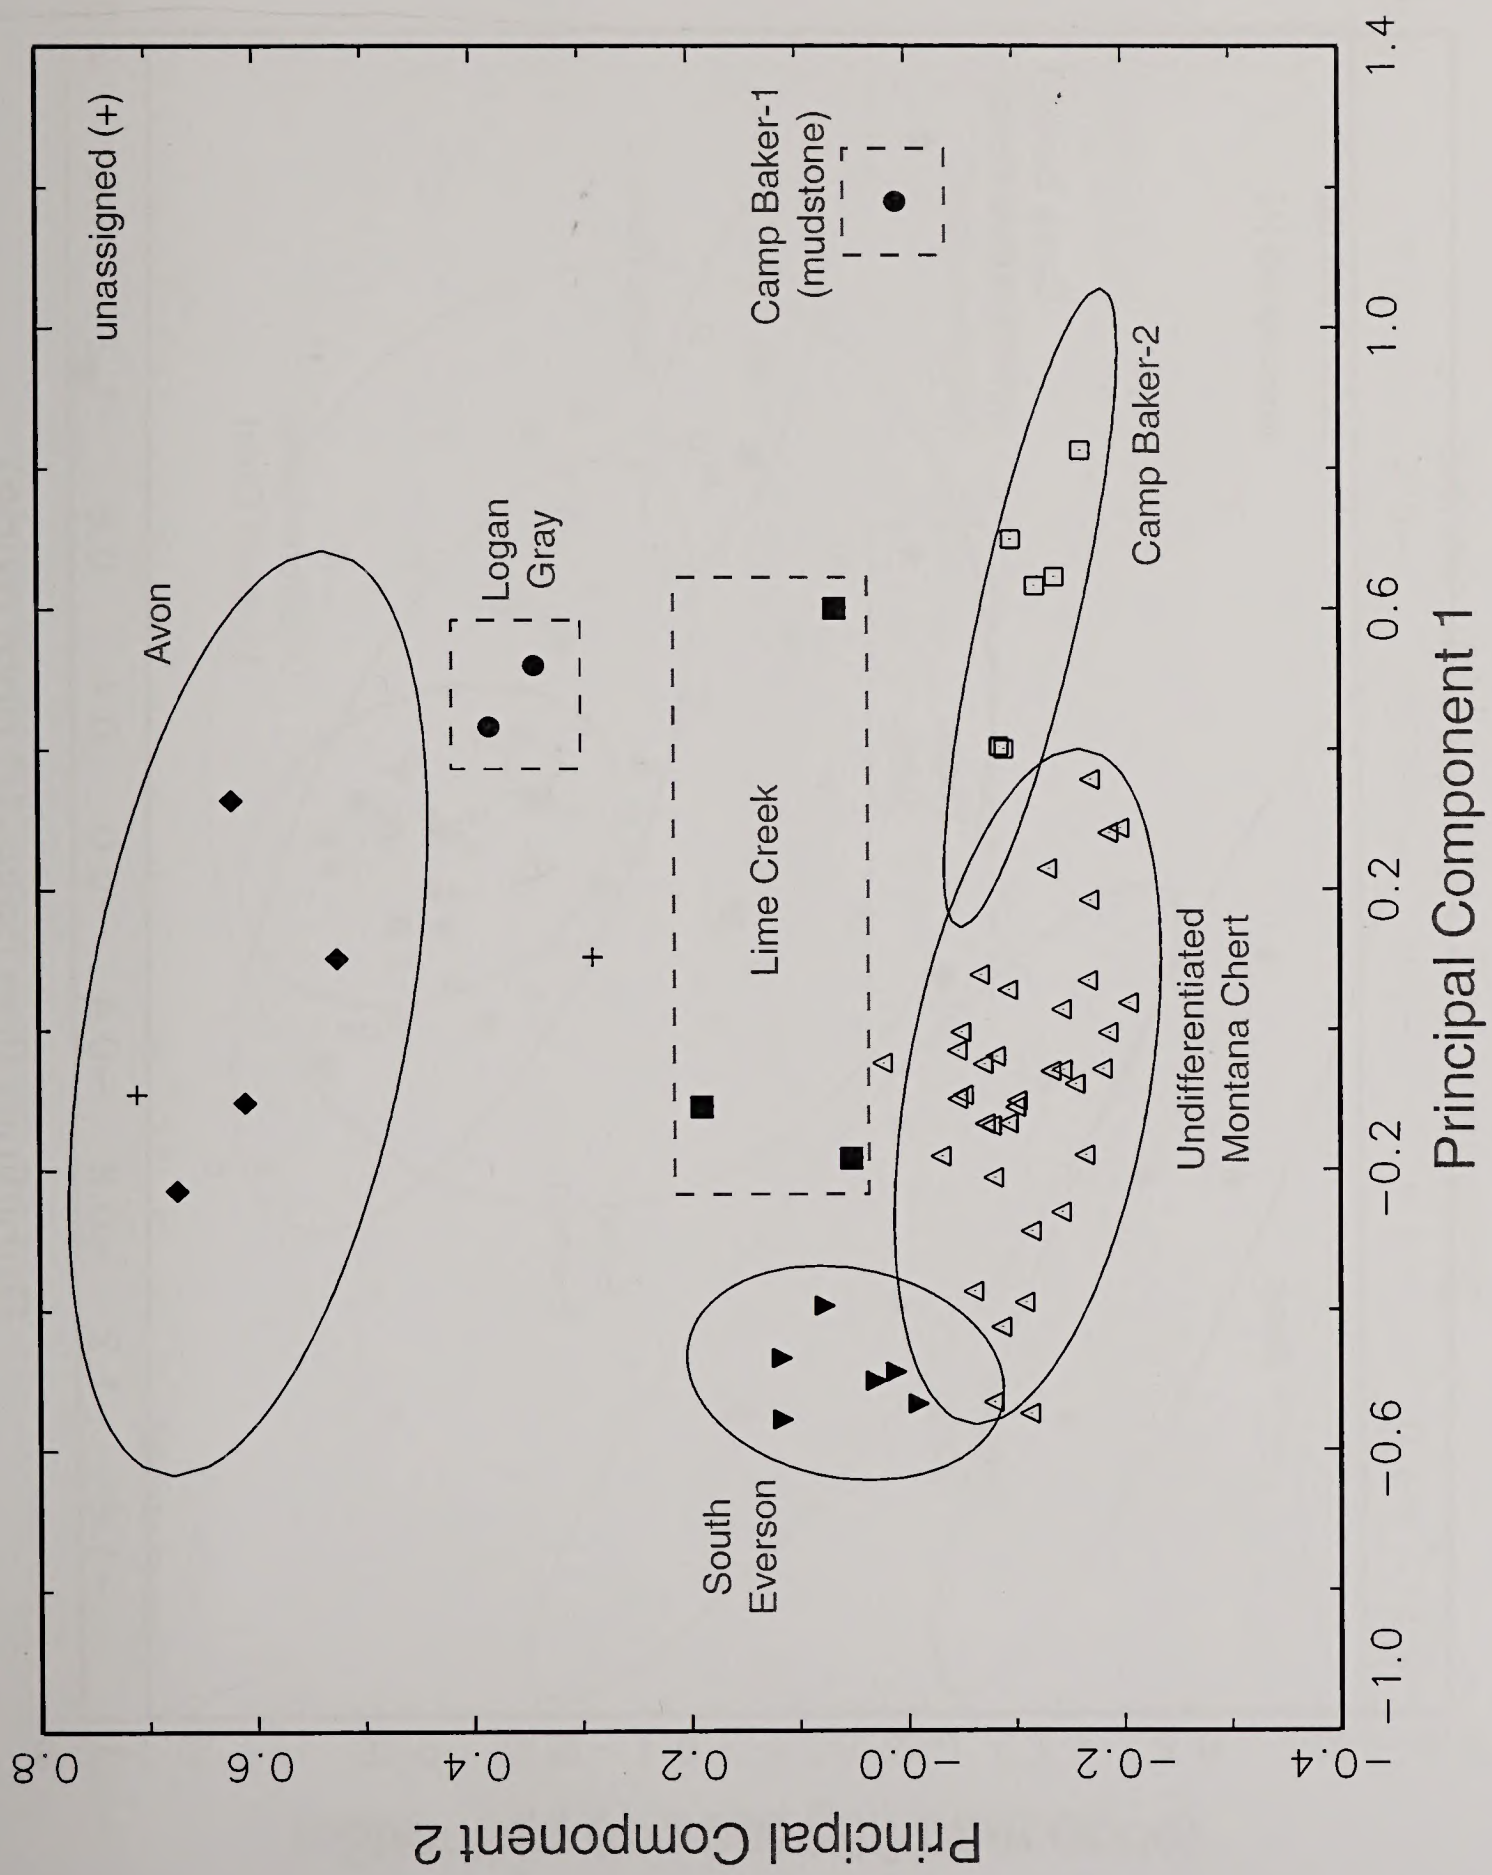 unassigned (+)
Avon
Logan
Gray
Camp Baker-1
(mudstone)
Lime Creek
South
Everson
Camp Baker-2
Undifferentiated
Montana Chert
0.8
0.6
0.4
0.2
-0.0
-0.2
-0.4
Principal Component 2
-1.0
-0.6
-0.2
0.2
0.6
1.0
1.4
Principal Component 1